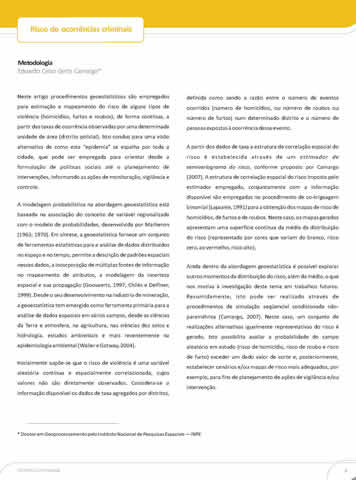 Risco de ocorrências criminais
Metodologia
Eduardo Celso Gerbi Camargo*
Neste artigo procedimentos geoestatísticos são empregados
para estimação e mapeamento do risco de alguns tipos de
violência (homicídios, furtos e roubos), de forma contínua, a
partir das taxas de ocorrência observadas por uma determinada
unidade de área (distrito policial). Isto conduz para uma visão
alternativa de como esta "epidemia" se espalha por toda a
cidade, que pode ser empregada para orientar desde a
formulação de políticas sociais até o planejamento de
intervenções, informando as ações de monitoração, vigilância e
controle.
A modelagem probabilística na abordagem geoestatística está
baseada na associação do conceito de variável regionalizada
com o modelo de probabilidades, desenvolvido por Matheron
(1963; 1970). Em síntese, a geoestatística fornece um conjunto
de ferramentas estatísticas para a análise de dados distribuídos
no espaço e no tempo; permite a descrição de padrões espaciais
nesses dados, a incorporação de múltiplas fontes de informação
no mapeamento de atributos, a modelagem da incerteza
espacial e sua propagação (Goovaerts, 1997, Chilès e Delfiner,
1999). Desde o seu desenvolvimento na indústria de mineração,
a geoestatística tem emergido como ferramenta primária para a
análise de dados espaciais em vários campos, desde as ciências
da terra e atmosfera, na agricultura, nas ciências dos solos e
hidrologia, estudos ambientais e mais recentemente na
epidemiologia ambiental (Waller e Gotway, 2004).
Inicialmente supõe-se que o risco de violência é uma variável
aleatória contínua e espacialmente correlacionada, cujos
valores não são diretamente observados. Considera-se a
informação disponível os dados de taxas agregados por distritos,
definida como sendo a razão entre o número de eventos
ocorridos (número de homicídios, ou número de roubos ou
número de furtos) num determinado distrito e o número de
pessoas expostos à ocorrência desse evento.
A partir dos dados de taxa a estrutura de correlação espacial do
risco é estabelecida através de um estimador de
semivariograma do risco, conforme proposto por Camargo
(2007). A estrutura de correlação espacial do risco imposta pelo
estimador empregado, conjuntamente com a informação
disponível são empregadas no procedimento de co-krigagem
binomial (Lajaunie, 1991) para a obtenção dos mapas de risco de
homicídios, de furtos e de roubos. Neste caso, os mapas gerados
apresentam uma superfície contínua da média da distribuição
do risco (representado por cores que variam do branco, risco
zero, ao vermelho, risco alto).
Ainda dentro da abordagem geoestatística é possível explorar
outros momentos da distribuição do risco, além da média, o que
nos motiva à investigação deste tema em trabalhos futuros.
Resumidamente, isto pode ser realizado através de
procedimentos de simulação seqüencial condicionada não-
paramétrica (Camargo, 2007). Neste caso, um conjunto de
realizações alternativas igualmente representativas do risco é
gerado. Isto possibilita avaliar a probabilidade do campo
aleatório em estudo (risco de homicídio, risco de roubo e risco
de furto) exceder um dado valor de corte e, posteriormente,
estabelecer cenários e/ou mapas de risco mais adequados, por
exemplo, para fins de planejamento de ações de vigilância e/ou
intervenção.
* Doutor em Geoprocessamento pelo Instituto Nacional de Pesquisas Espaciais — INPE